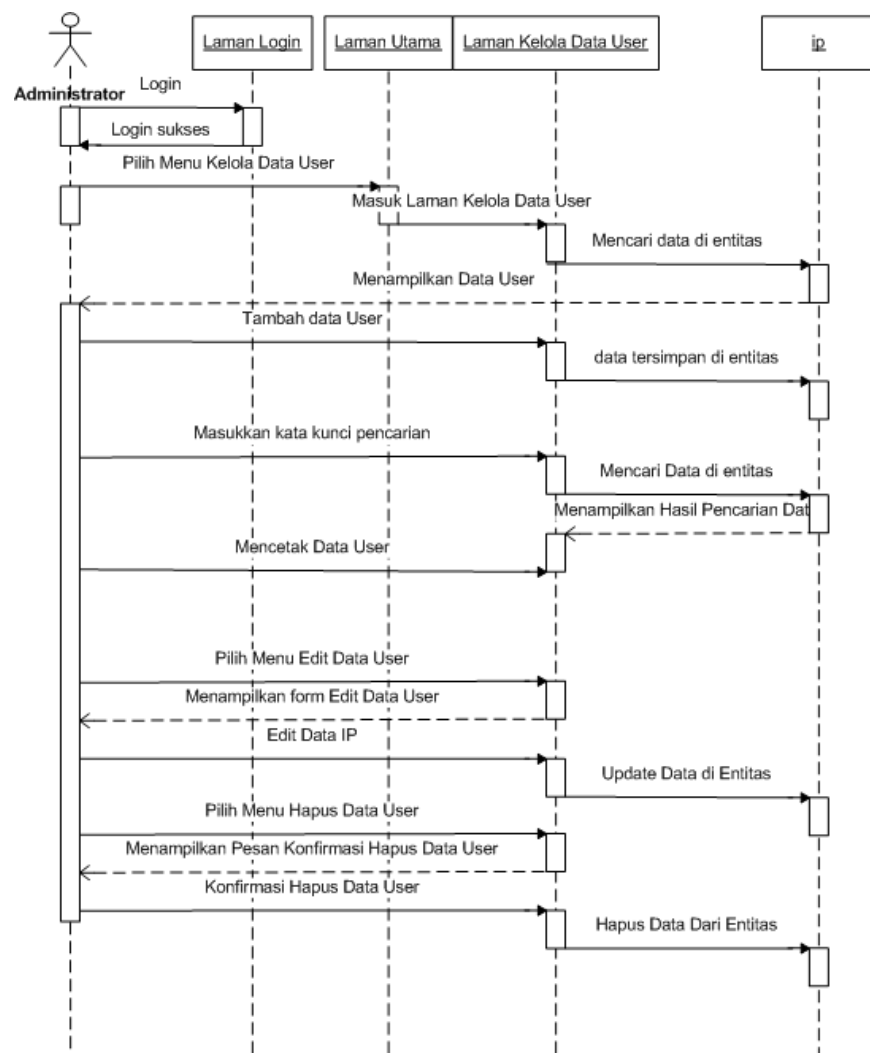 Laman Login
Laman Utama
Laman Kelola Data User
ip
Administrator
Login
Login sukses
Pilih Menu Kelola Data User
Masuk Laman Kelola Data User
Mencari data di entitas
Menampilkan Data User
Tambah data User
data tersimpan di entitas
Masukkan kata kunci pencarian
Mencari Data di entitas
Menampilkan Hasil Pencarian Dat
Mencetak Data User
Pilih Menu Edit Data User
Menampilkan form Edit Data User
Edit Data IP
Update Data di Entitas
Pilih Menu Hapus Data User
Menampilkan Pesan Konfirmasi Hapus Data User
Konfirmasi Hapus Data User
Hapus Data Dari Entitas